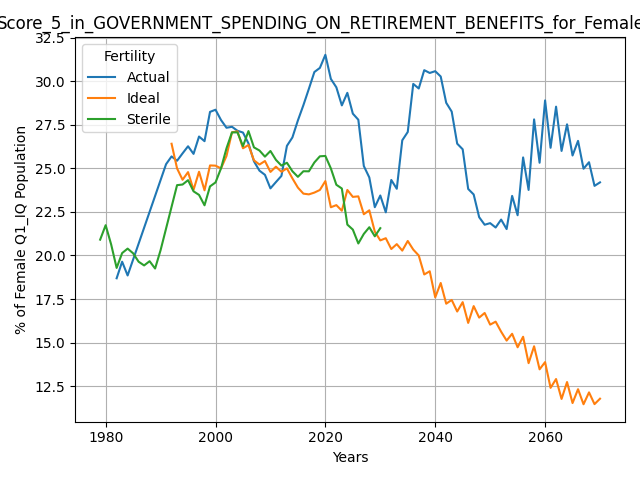 Score_5_in_GOVERNMENT_SPENDING_ON_RETIREMENT_BENEFITS_for_Female
32.5
30.0
27.5
25.0
22.5
20.0
17.5
15.0
12.5
% of Female Q1_IQ Population
Fertility
Actual
Ideal
Sterile
1980
2000
2020
2040
2060
Years